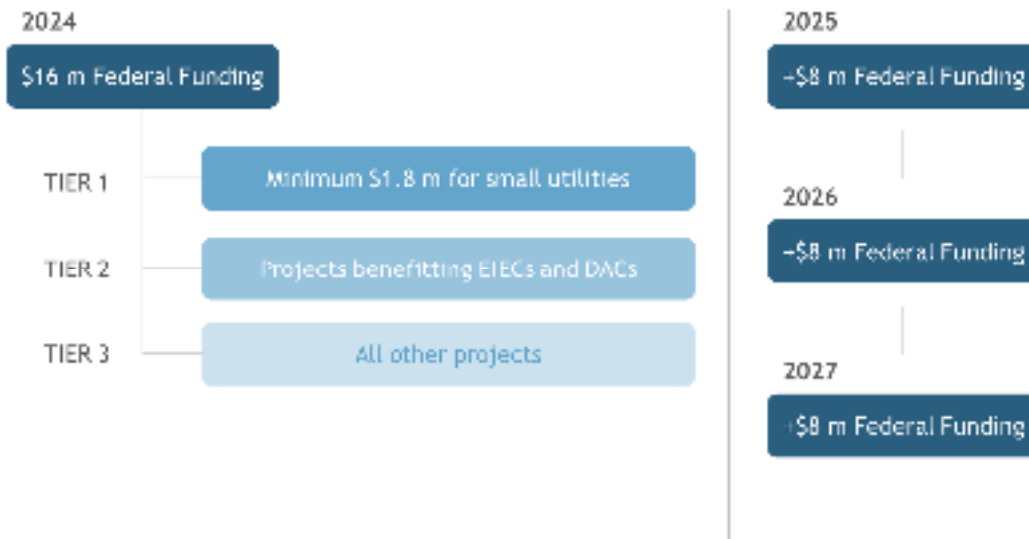 2024
$16 m Federal Funding
TIER 1
Minimum $1.8 m for small utilities
TIER 2
Projects benefitting EIECs and DACs
TIER 3
All other projects
2025
+$8 m Federal Funding
2026
+$8 m Federal Funding
2027
+$8 m Federal Funding